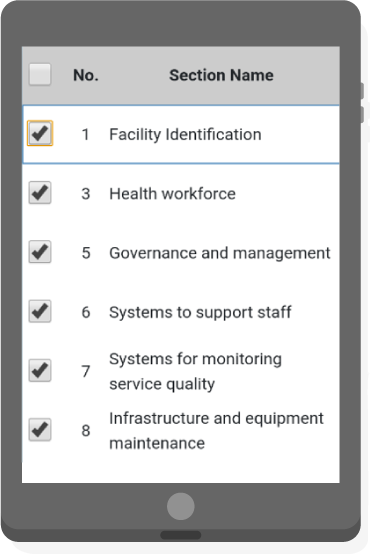 No. Section Name
1 Facility Identification
3 Health workforce
5 Governance and management
6 Systems to support staff
7 Systems for monitoring
service quality
8 Infrastructure and equipment
maintenance